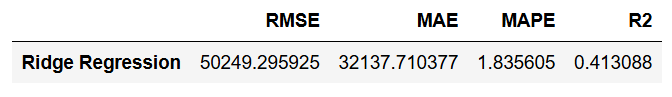 RMSE MAE MAPE R2
Ridge Regression 50249.295925 32137.710377 1.835605 0.413088